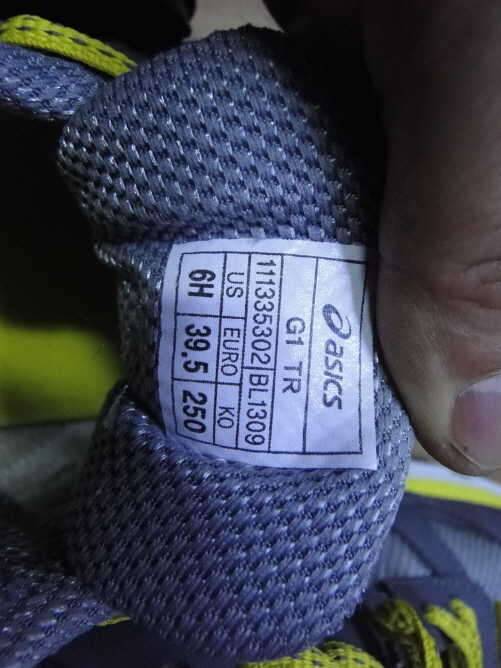 asics
G1 TR
111335302 BL1309
US EURO KO
6H 39.5 250